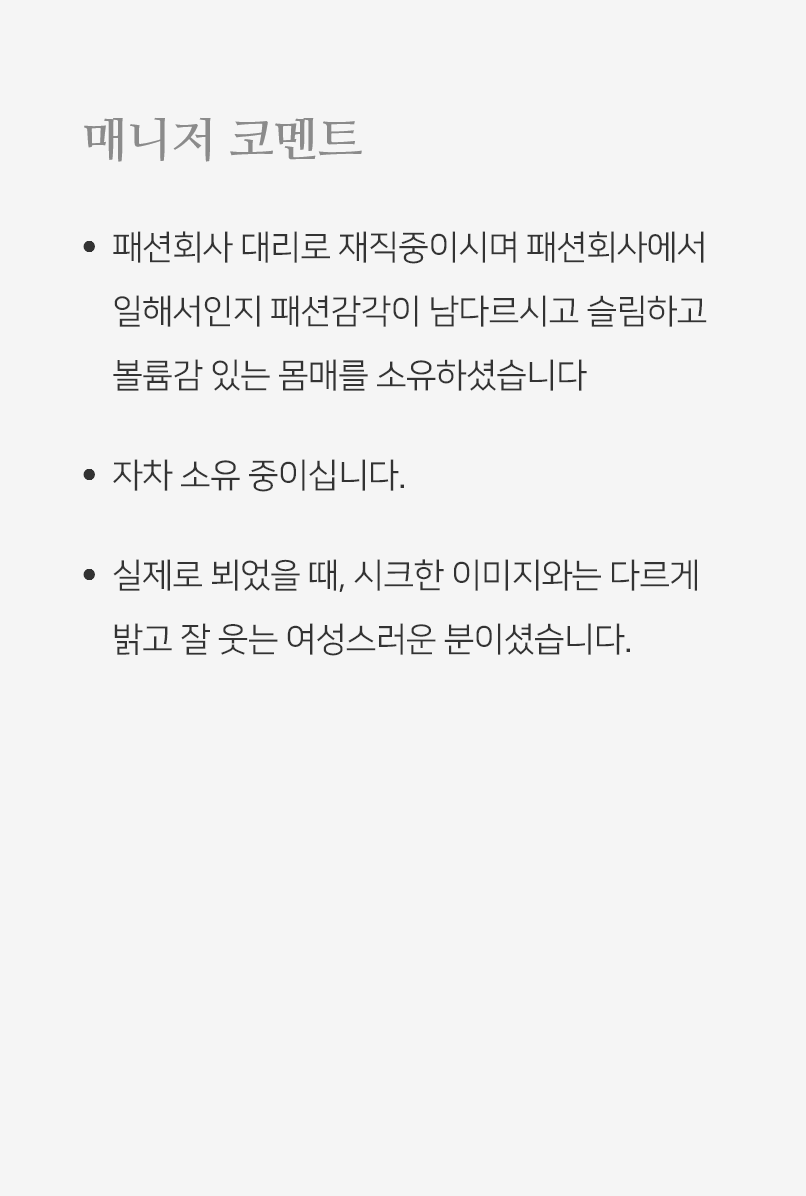 매니저 코멘트
• 패션회사 대리로 재직중이시며 패션회사에서
일해서인지 패션감각이 남다르시고 슬림하고
볼륨감 있는 몸매를 소유하셨습니다
• 자차 소유 중이십니다.
• 실제로 뵈었을 때, 시크한 이미지와는 다르게
밝고 잘 웃는 여성스러운 분이셨습니다.